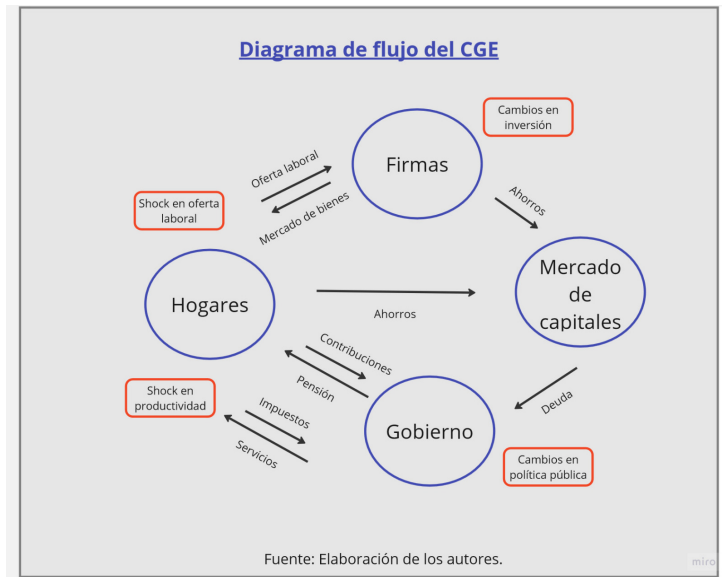 Diagrama de flujo del CGE
Cambios en
inversión
Firmas
Oferta laboral
Mercado de bienes
Shock en oferta
laboral
Ahorros
Mercado
de
capitales
Hogares
Ahorros
Contribuciones
Pensión
Shock en
productividad
Impuestos
Servicios
Gobierno
Deuda
Cambios en
política pública
Fuente: Elaboración de los autores.
miro